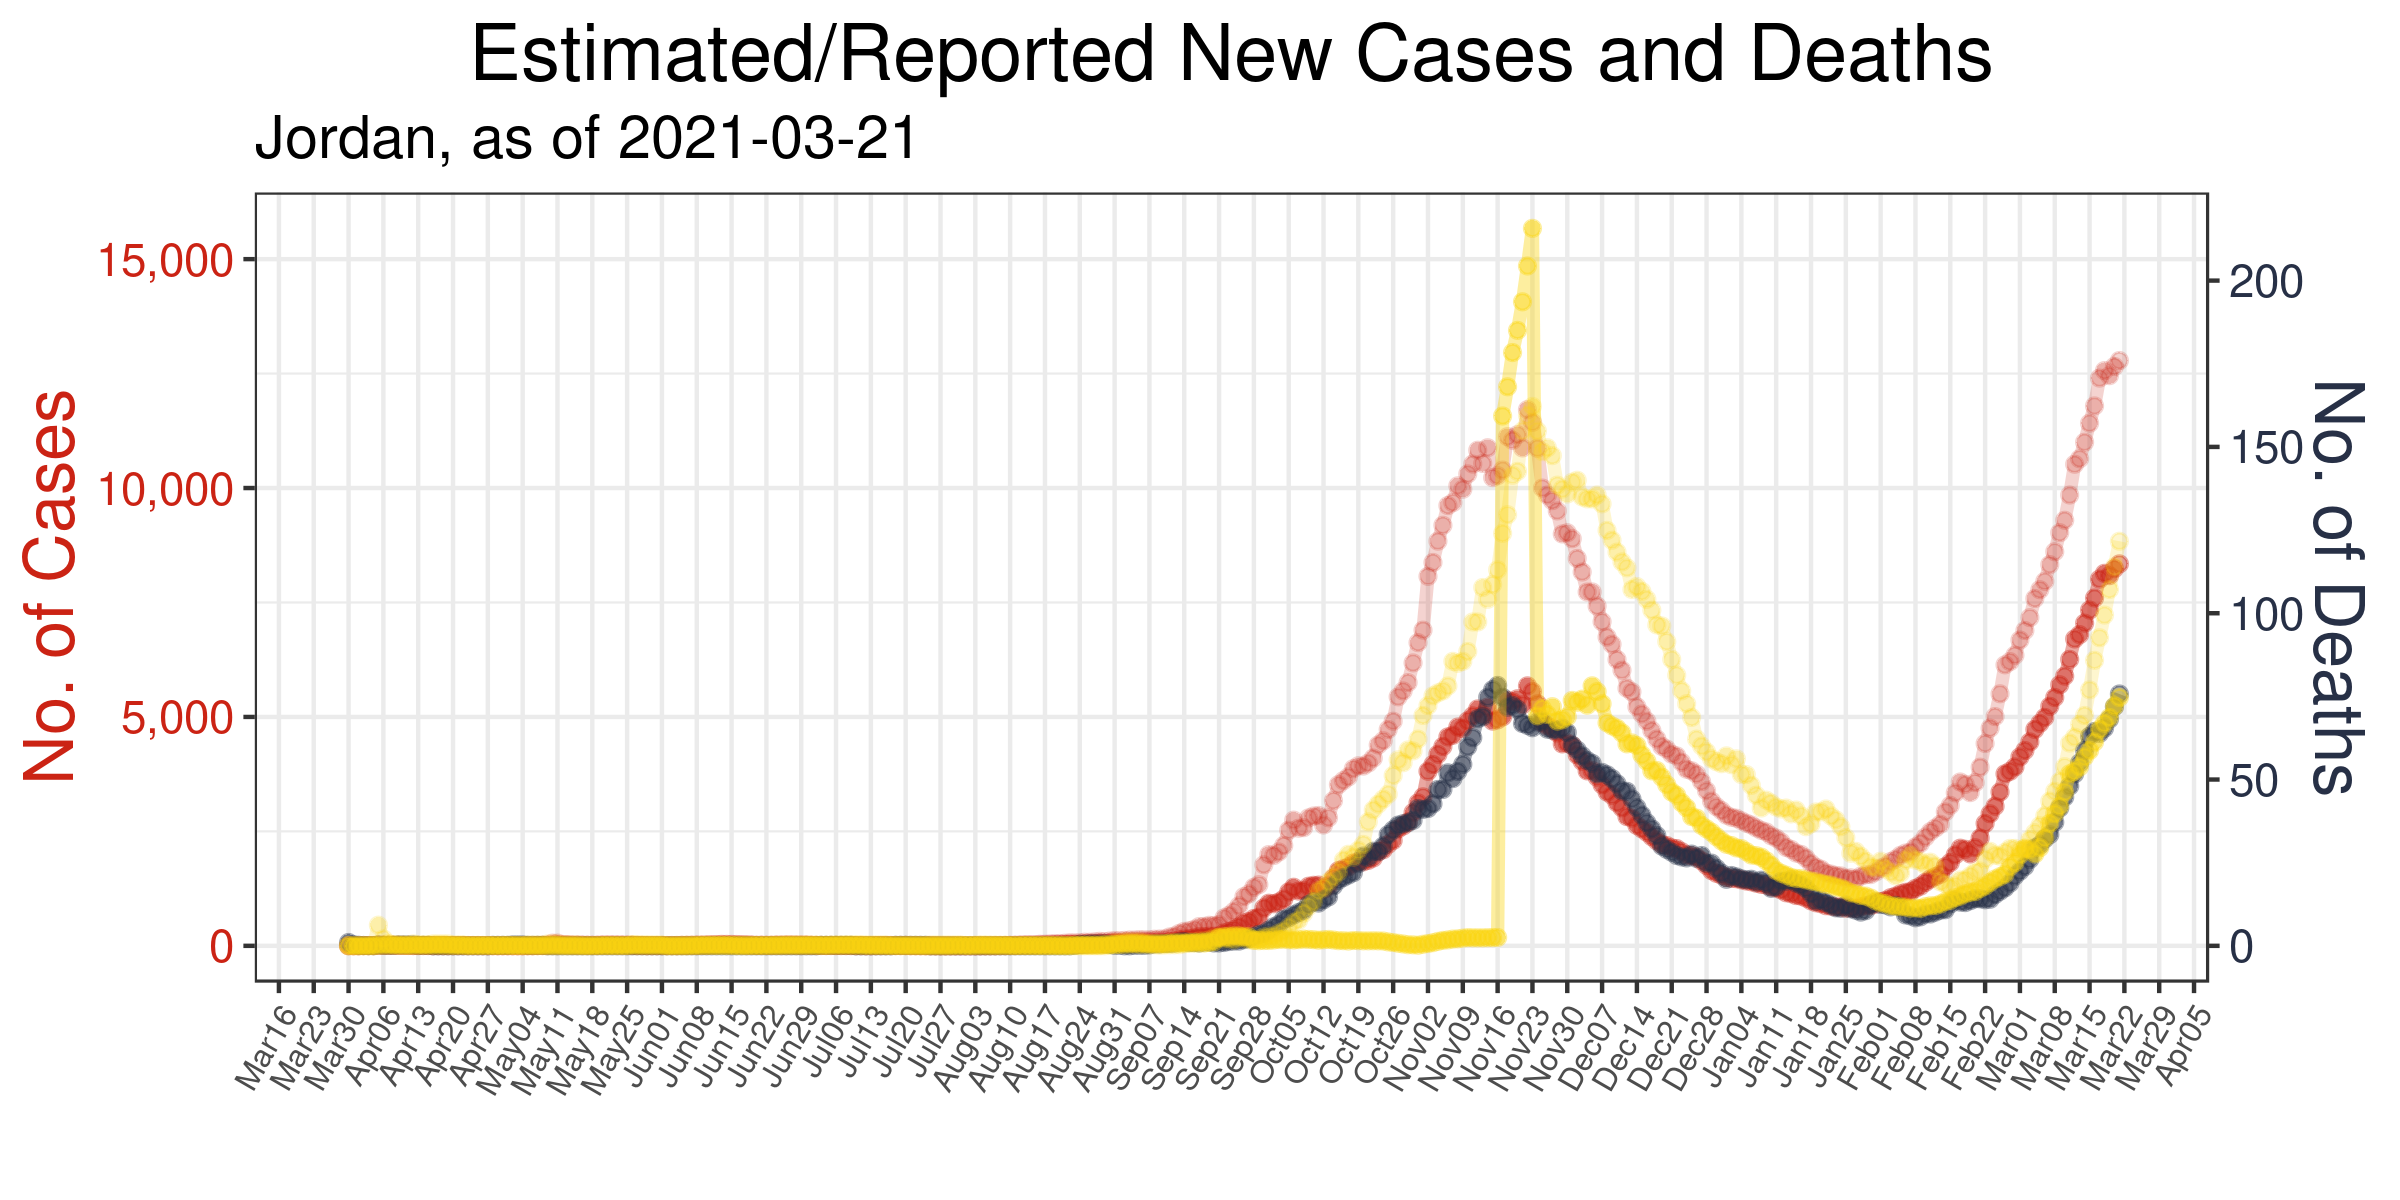 Estimated/Reported New Cases and Deaths
Jordan, as of 2021-03-21
No. of Cases
15,000
10,000
5,000
0
200
150
100
50
0
No. of Deaths
Mar16
Mar23
Mar30
Apr06
Apr13
Apr20
Apr27
May04
May11
May18
May25
Jun01
Jun08
Jun15
Jun22
Jun29
Jul06
Jul13
Jul20
Jul27
Aug03
Aug10
Aug17
Aug24
Aug31
Sep07
Sep14
Sep21
Sep28
Oct05
Oct12
Oct19
Oct26
Nov02
Nov09
Nov16
Nov23
Nov30
Dec07
Dec14
Dec21
Dec28
Jan04
Jan11
Jan18
Jan25
Feb01
Feb08
Feb15
Feb22
Mar01
Mar08
Mar15
Mar22
Mar29
Apr05